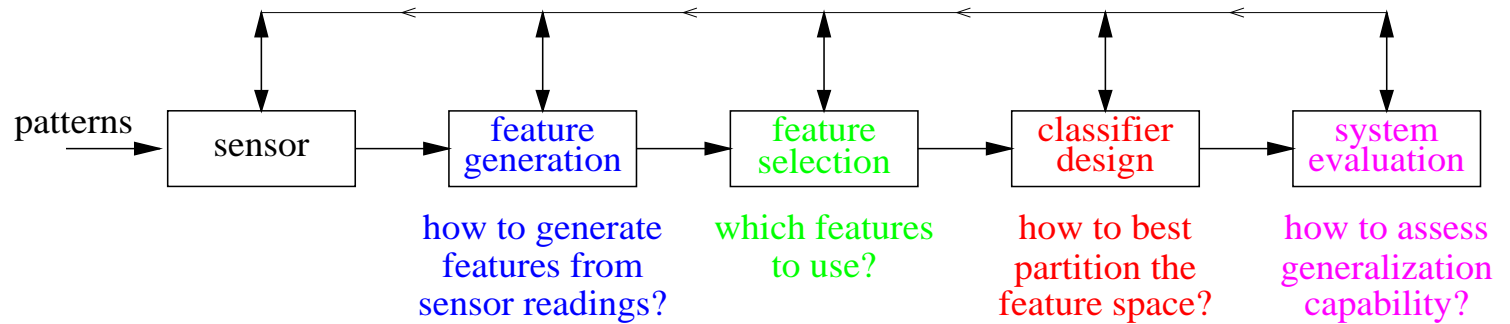 patterns
sensor
feature
generation
feature
selection
classifier
design
system
evaluation
how to generate
features from
sensor readings?
which features
to use?
how to best
partition the
feature space?
how to assess
generalization
capability?